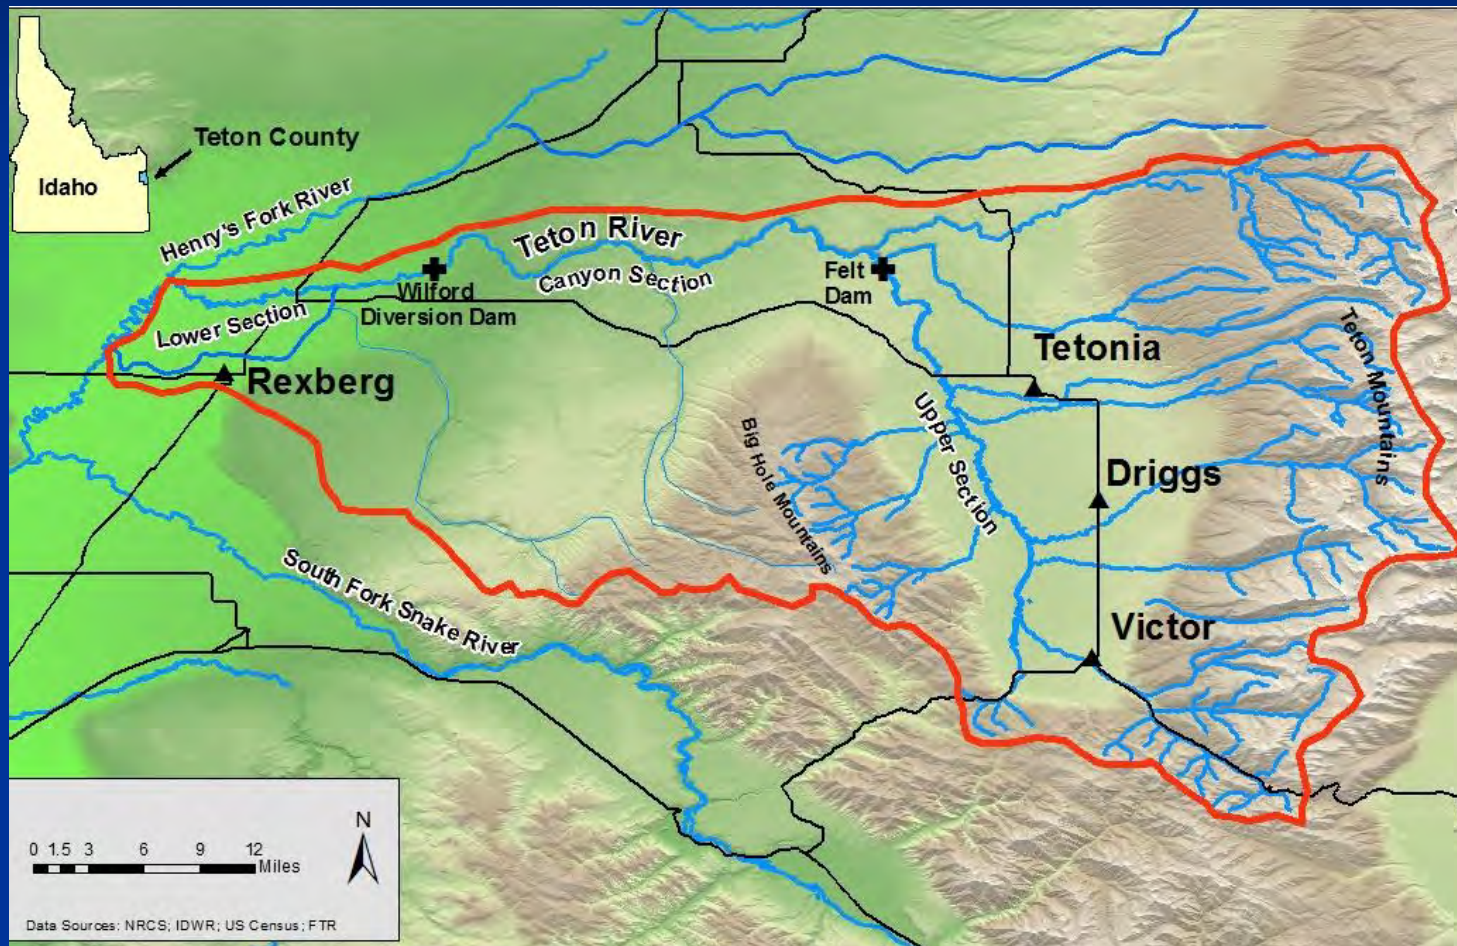 Teton County
Idaho
Henry's Fork River
Teton River
Canyon Section
Felt
Dam
Wilford
Diversion Dam
Lower Section
Rexberg
Tetonia
Teton Mountains
Upper Section
Big Hole Mountains
Driggs
South Fork Snake River
Victor
N
0 1.5 3 6 9 12
Miles
Data Sources: NRCS; IDWR; US Census; FTR